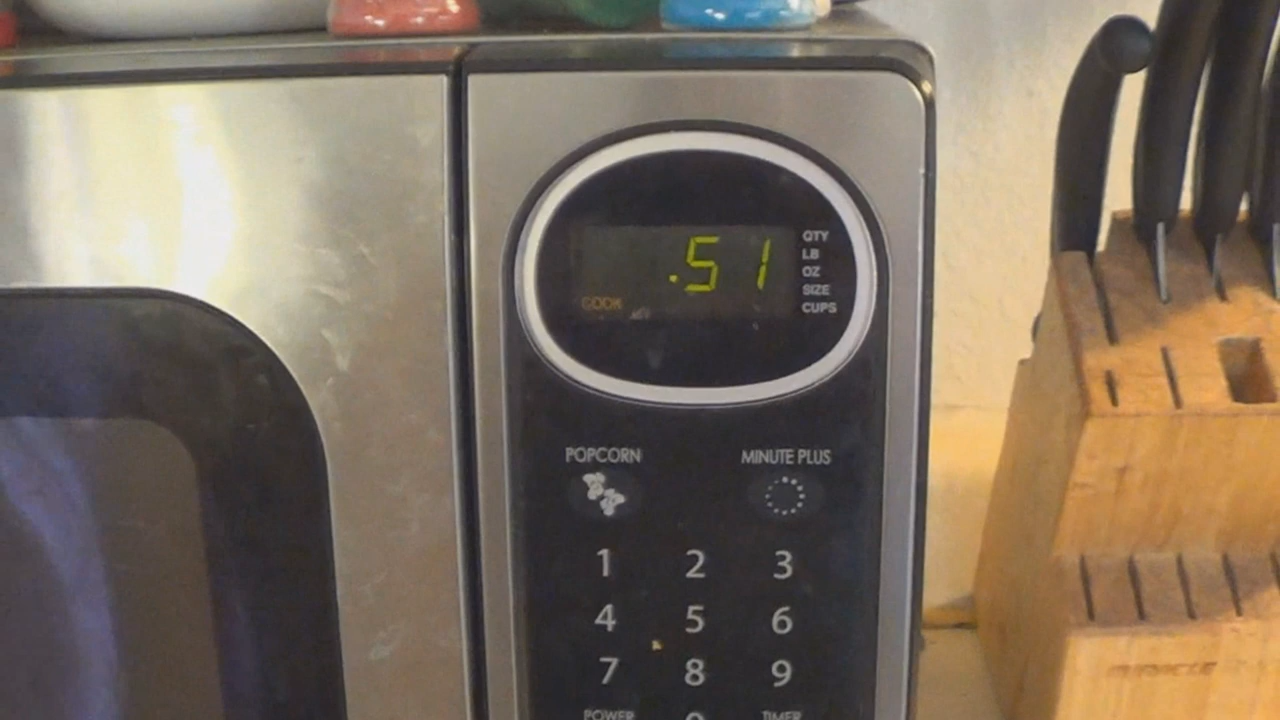 .51
COOK
QTY
LB
OZ
SIZE
CUPS
POPCORN
MINUTE PLUS
1 2 3
4 5 6
7 8 9
POWER 0 TIMER